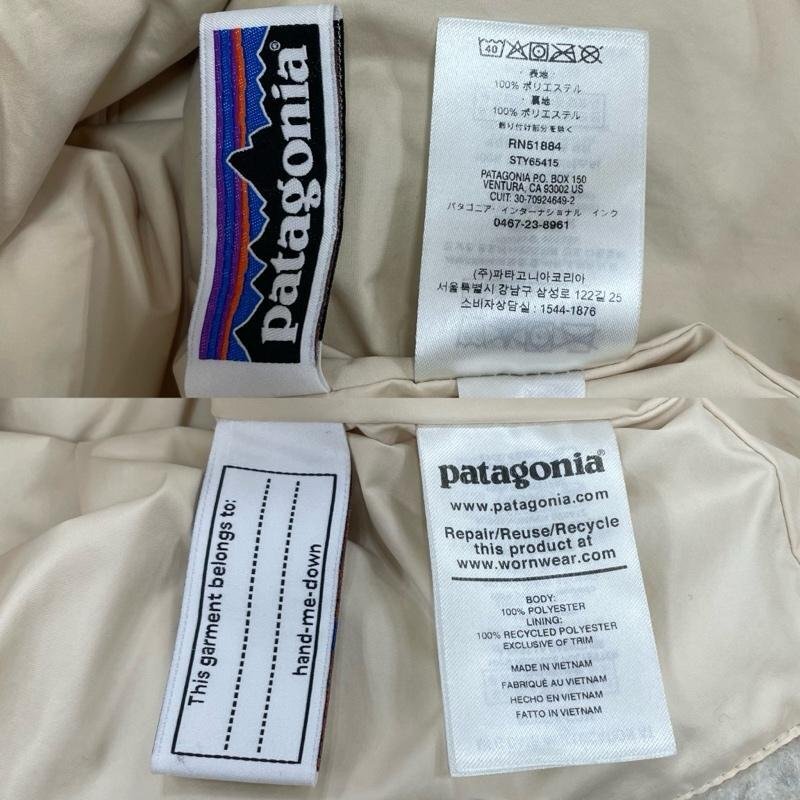 patagonia®
40
・表地
100% ポリエステル
・裏地
100% ポリエステル
飾り付け部分を除く
RN51884
STY65415
PATAGONIA P.O. BOX 150
VENTURA, CA 93002 US
CUIT: 30-70924649-2
パタゴニア・インターナショナル インク
0467-23-8961
(주)파타고니아코리아
서울특별시 강남구 삼성로 122길 25
소비자상담실 : 1544-1876
This garment belongs to:
hand-me-down
patagonia®
www.patagonia.com
Repair/Reuse/Recycle
this product at
www.wornwear.com
BODY:
100% POLYESTER
LINING:
100% RECYCLED POLYESTER
EXCLUSIVE OF TRIM
MADE IN VIETNAM
FABRIQUÉ AU VIETNAM
HECHO EN VIETNAM
FATTO IN VIETNAM